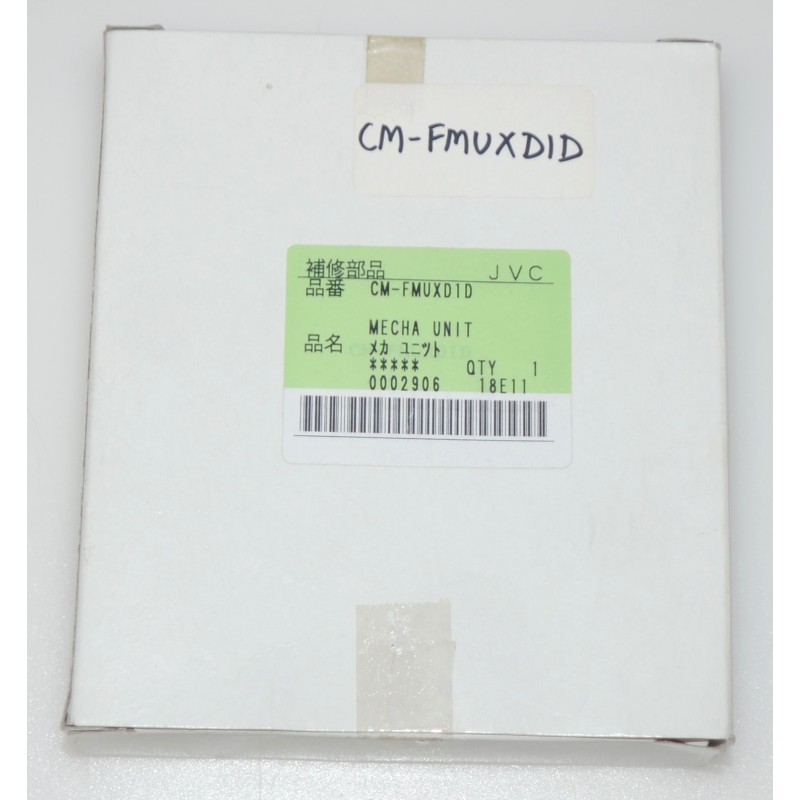 CM-FMUXD1D
補修部品 JVC
品番 CM-FMUXD1D
MECHA UNIT
品名 メカ ユニツト
***** QTY 1
0002906 18E11